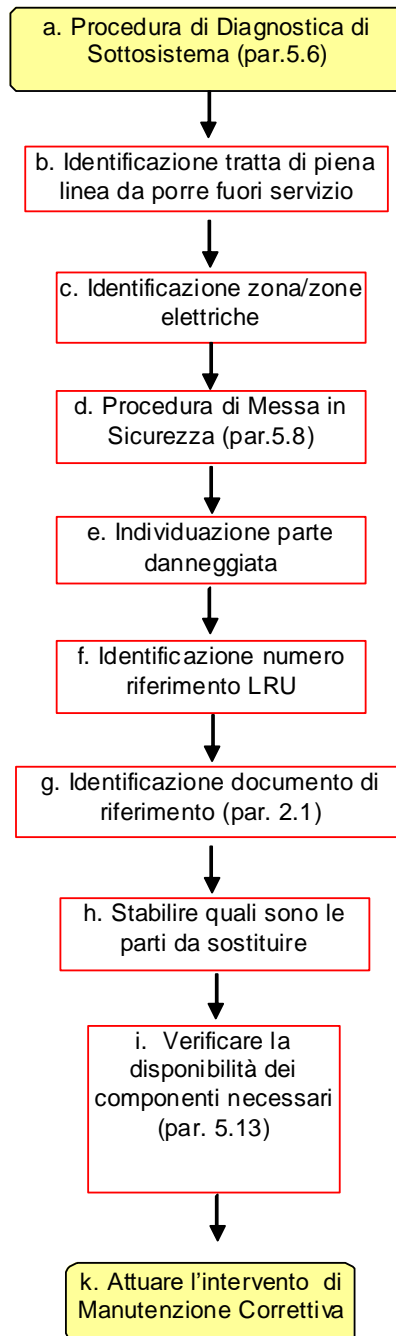 a. Procedura di Diagnostica di
Sottosistema (par.5.6)
b. Identificazione tratta di piena
linea da porre fuori servizio
c. Identificazione zona/zone
elettriche
d. Procedura di Messa in
Sicurezza (par.5.8)
e. Individuazione parte
danneggiata
f. Identificazione numero
riferimento LRU
g. Identificazione documento di
riferimento (par. 2.1)
h. Stabilire quali sono le
parti da sostituire
i. Verificare la
disponibilità dei
componenti necessari
(par. 5.13)
k. Attuare l'intervento di
Manutenzione Correttiva